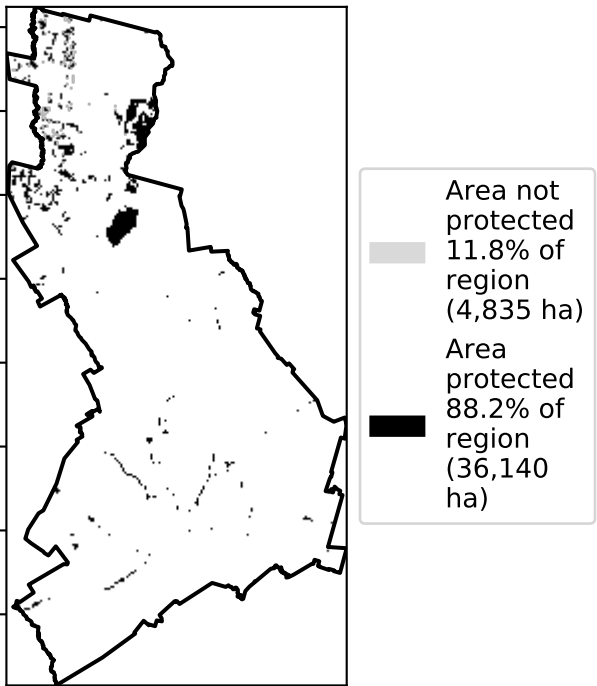 Area not
protected
11.8% of
region
(4,835 ha)
Area
protected
88.2% of
region
(36,140
ha)